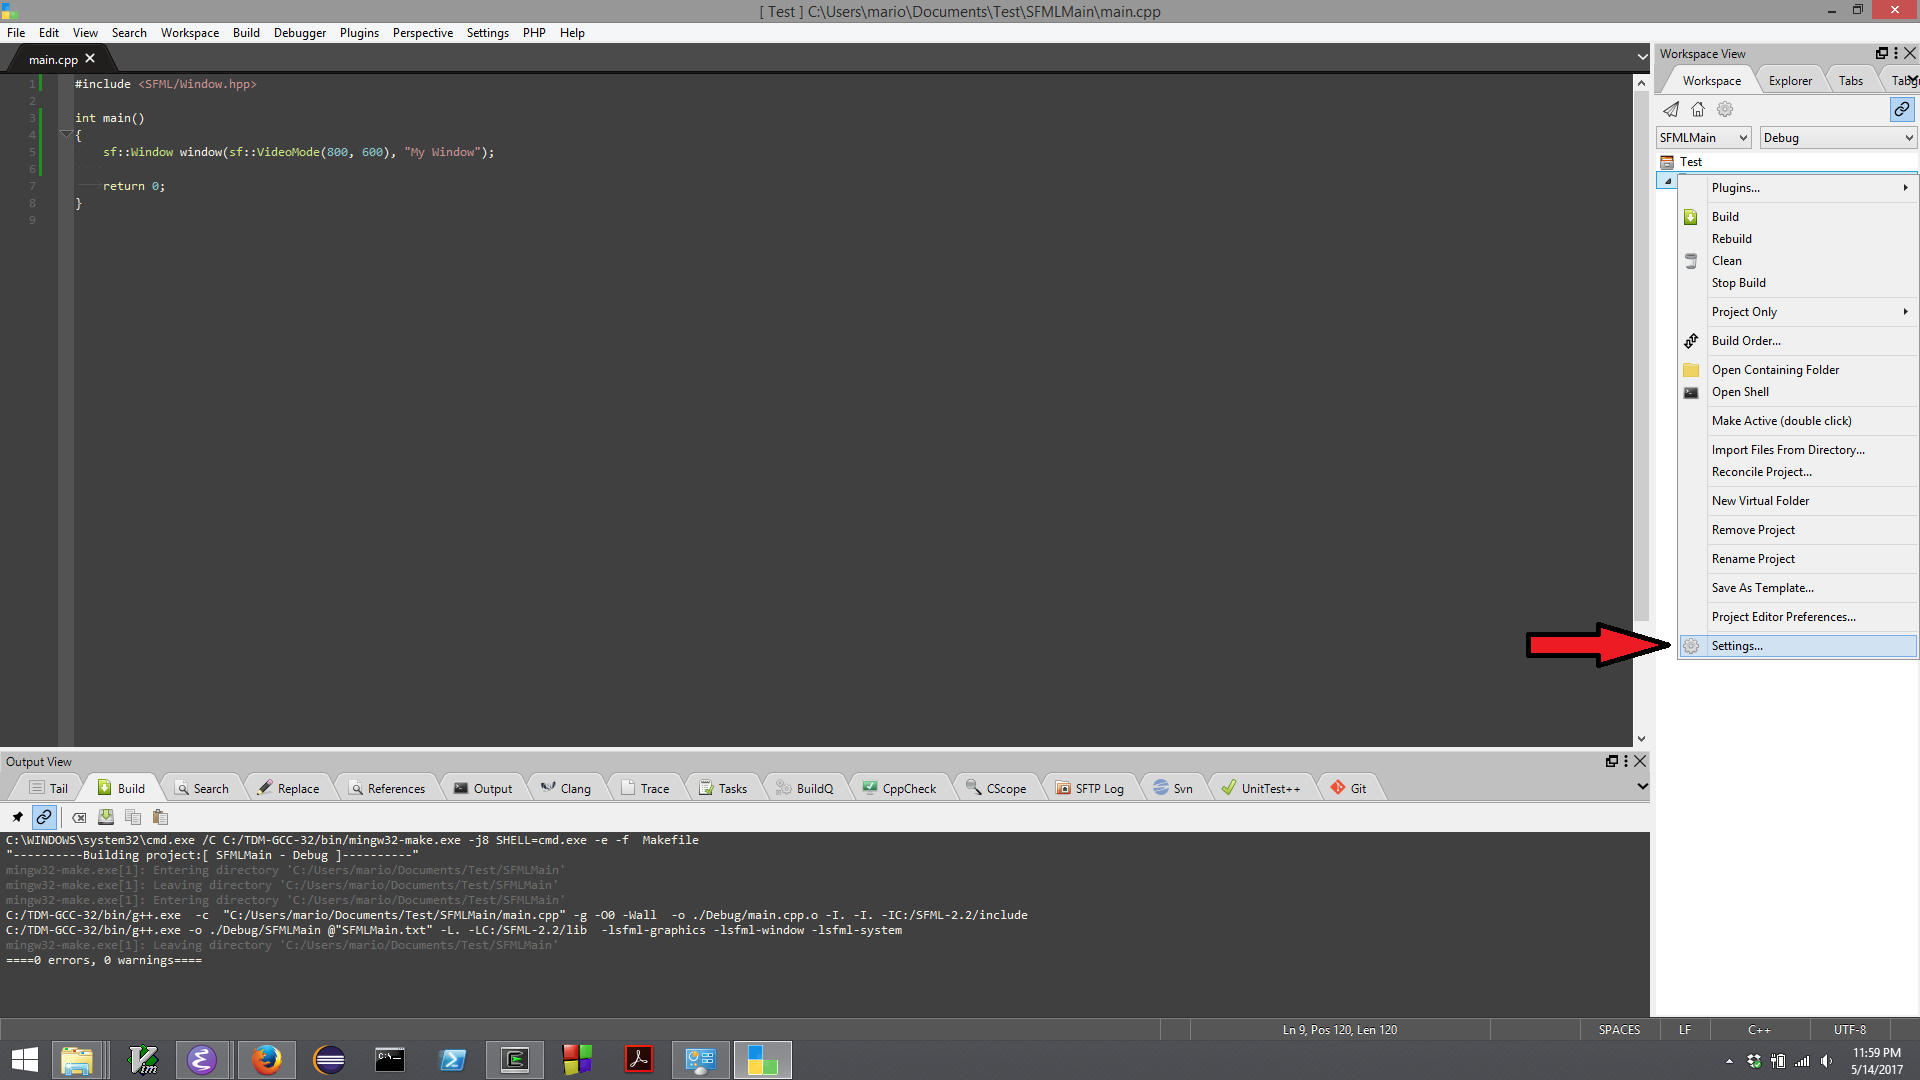 [ Test ] C:\Users\mario\Documents\Test\SFMLMain\main.cpp
File Edit View Search Workspace Build Debugger Plugins Perspective Settings PHP Help
main.cpp
1 #include <SFML/Window.hpp>
2
3 int main()
4 {
5 sf::Window window(sf::VideoMode(800, 600), "My Window");
6
7 return 0;
8 }
9
Workspace View
Workspace Explorer Tabs Tabg
SFMLMain Debug
Test
Plugins...
Build
Rebuild
Clean
Stop Build
Project Only
Build Order...
Open Containing Folder
Open Shell
Make Active (double click)
Import Files From Directory...
Reconcile Project...
New Virtual Folder
Remove Project
Rename Project
Save As Template...
Project Editor Preferences...
Settings...
Output View
Tail Build Search Replace References Output Clang Trace Tasks BuildQ CppCheck CScope SFTP Log Svn UnitTest++ Git
C:\WINDOWS\system32\cmd.exe /C C:/TDM-GCC-32/bin/mingw32-make.exe -j8 SHELL=cmd.exe -e -f  Makefile
"----------Building project:[ SFMLMain - Debug ]----------"
mingw32-make.exe[1]: Entering directory 'C:/Users/mario/Documents/Test/SFMLMain'
mingw32-make.exe[1]: Leaving directory 'C:/Users/mario/Documents/Test/SFMLMain'
mingw32-make.exe[1]: Entering directory 'C:/Users/mario/Documents/Test/SFMLMain'
C:/TDM-GCC-32/bin/g++.exe  -c  "C:/Users/mario/Documents/Test/SFMLMain/main.cpp" -g -O0 -Wall  -o ./Debug/main.cpp.o -I. -I. -IC:/SFML-2.2/include
C:/TDM-GCC-32/bin/g++.exe -o ./Debug/SFMLMain @"SFMLMain.txt" -L. -LC:/SFML-2.2/lib  -lsfml-graphics -lsfml-window -lsfml-system
mingw32-make.exe[1]: Leaving directory 'C:/Users/mario/Documents/Test/SFMLMain'
====0 errors, 0 warnings====
Ln 9, Pos 120, Len 120 SPACES LF C++ UTF-8
Vim
C:\
11:59 PM
5/14/2017